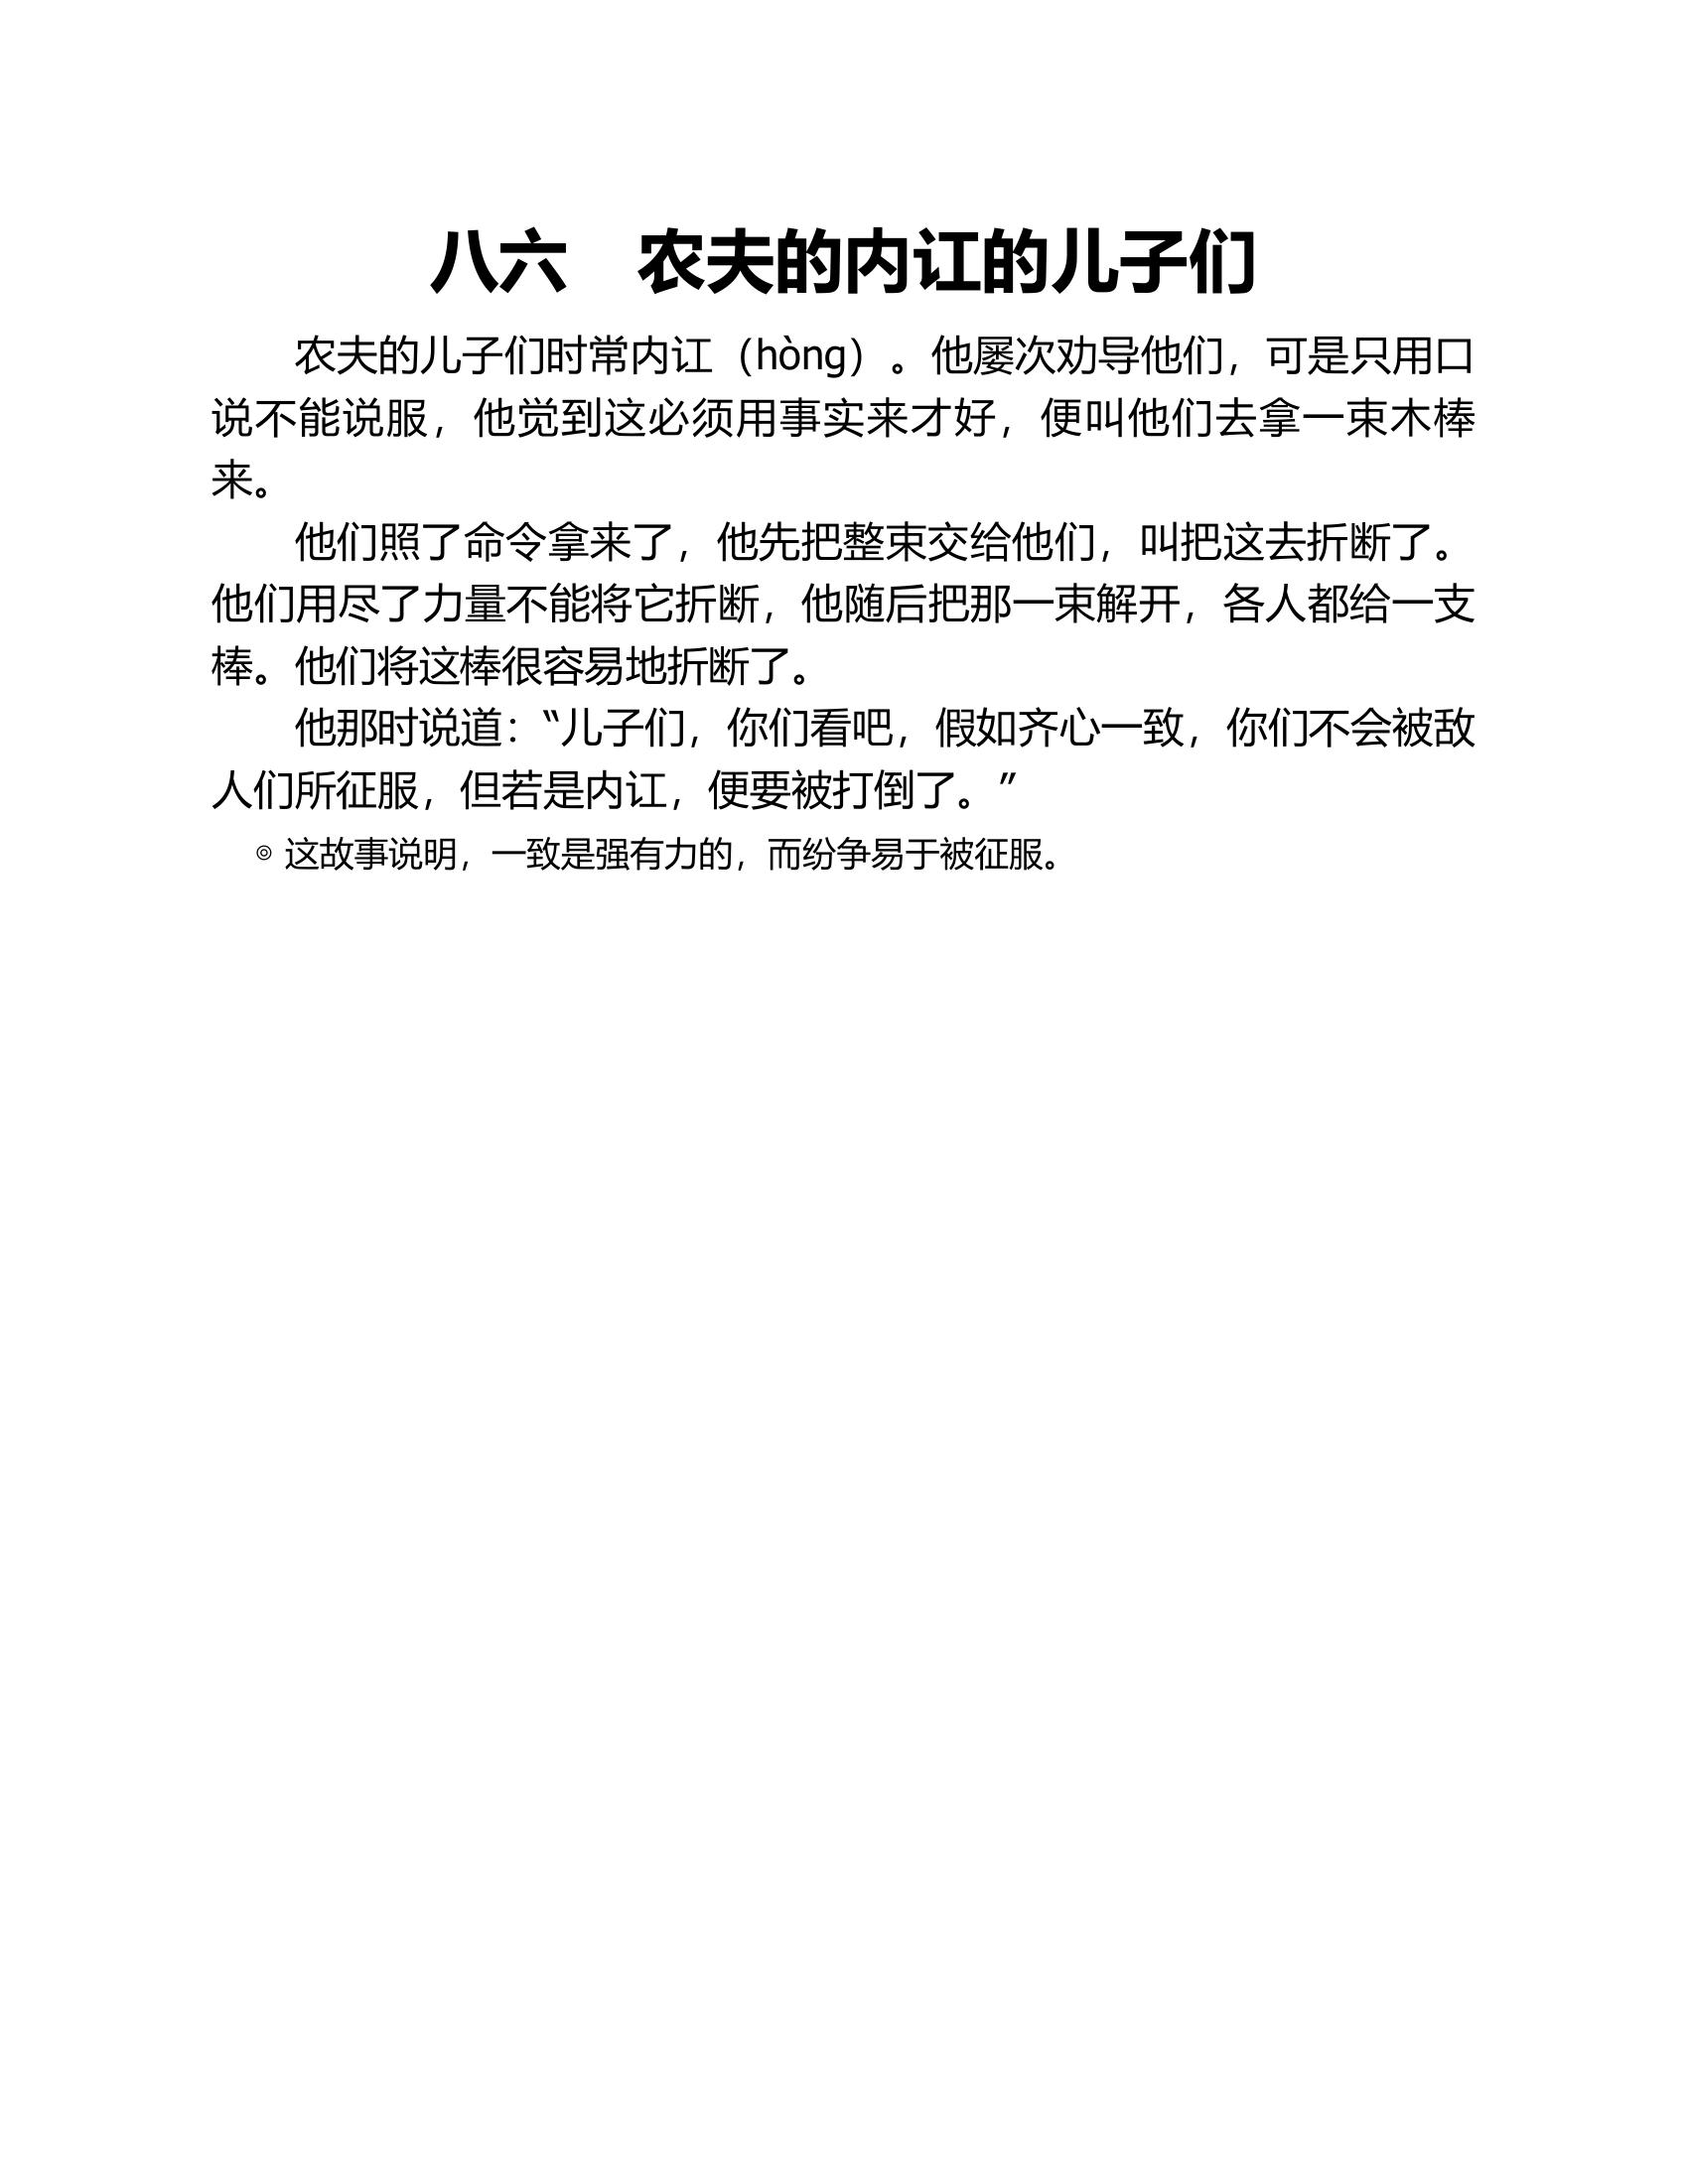 八六　农夫的内讧的儿子们
农夫的儿子们时常内讧（hòng）。他屡次劝导他们，可是只用口
说不能说服，他觉到这必须用事实来才好，便叫他们去拿一束木棒
来。
他们照了命令拿来了，他先把整束交给他们，叫把这去折断了。
他们用尽了力量不能将它折断，他随后把那一束解开，各人都给一支
棒。他们将这棒很容易地折断了。
他那时说道：“儿子们，你们看吧，假如齐心一致，你们不会被敌
人们所征服，但若是内讧，便要被打倒了。”
◎ 这故事说明，一致是强有力的，而纷争易于被征服。